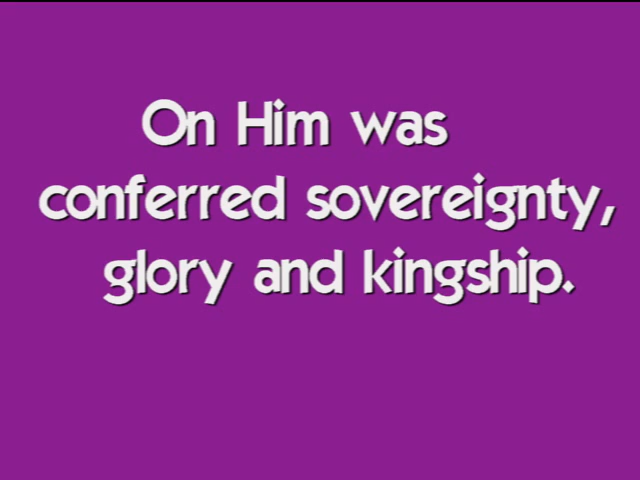 On Him was
conferred sovereignty,
glory and kingship.